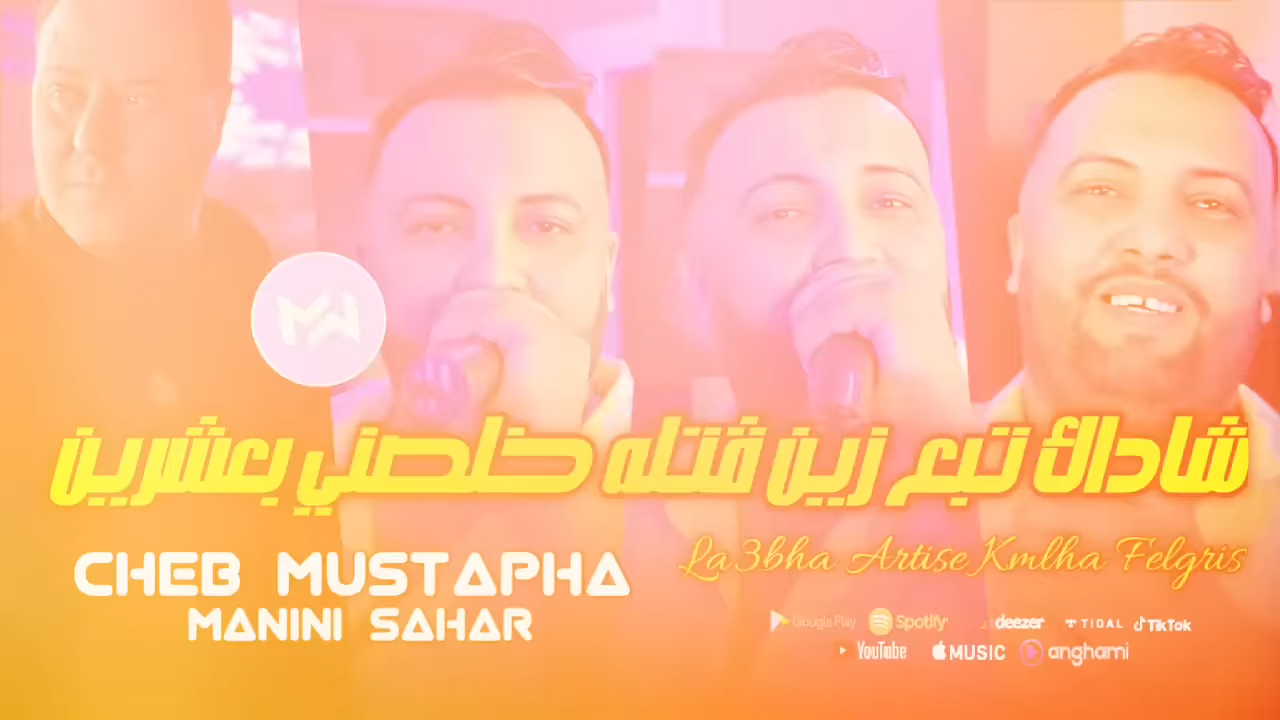 شاداك تبع زين قتله خلصني بعشرين
La3bha Artise Kmlha Felgris
CHEB MUSTAPHA
MANINI SAHAR
Google Play Spotify deezer TIDAL TikTok
YouTube MUSIC anghami